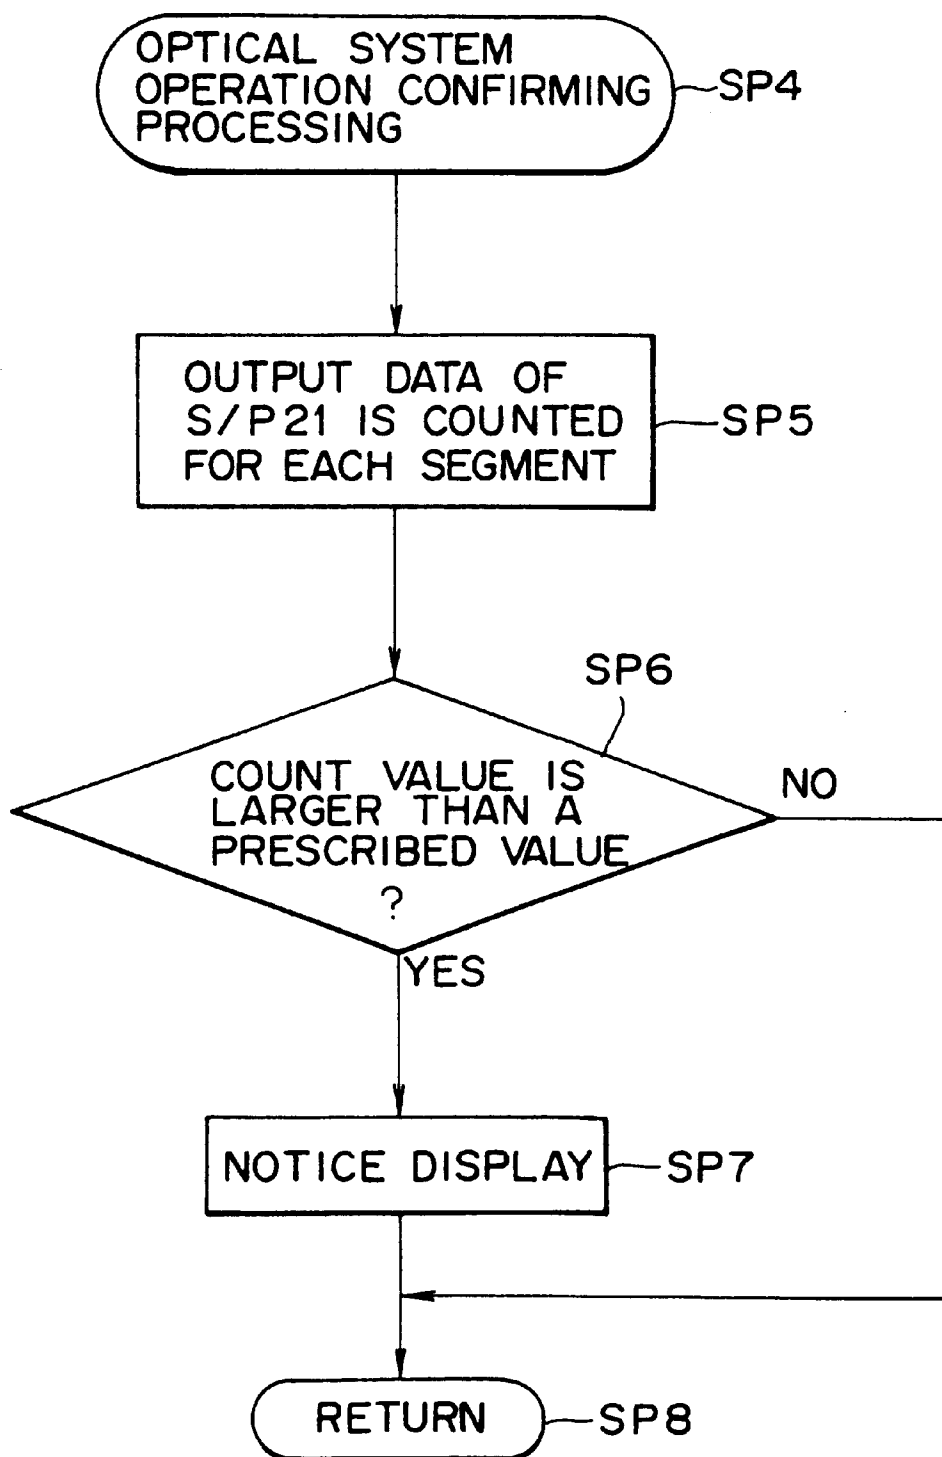 OPTICAL SYSTEM
OPERATION CONFIRMING
PROCESSING
SP4
OUTPUT DATA OF
S/P21 IS COUNTED
FOR EACH SEGMENT
SP5
SP6
COUNT VALUE IS
LARGER THAN A
PRESCRIBED VALUE
?
NO
YES
NOTICE DISPLAY
SP7
RETURN
SP8